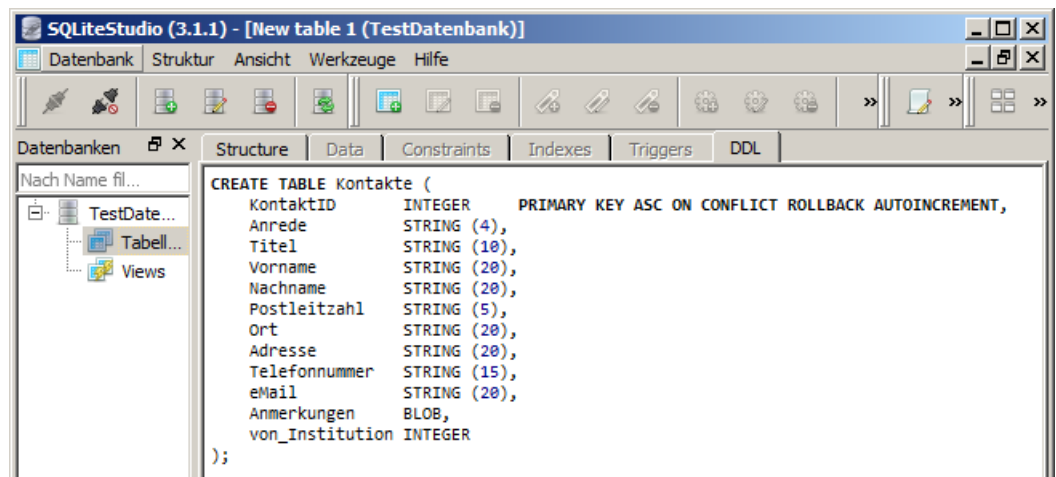 SQLiteStudio (3.1.1) - [New table 1 (TestDatenbank)]
Datenbank Struktur Ansicht Werkzeuge Hilfe
Datenbanken
Nach Name fil...
TestDate...
Tabell...
Views
Structure Data Constraints Indexes Triggers DDL
CREATE TABLE Kontakte (
KontaktID INTEGER PRIMARY KEY ASC ON CONFLICT ROLLBACK AUTOINCREMENT,
Anrede STRING (4),
Titel STRING (10),
Vorname STRING (20),
Nachname STRING (20),
Postleitzahl STRING (5),
Ort STRING (20),
Adresse STRING (20),
Telefonnummer STRING (15),
eMail STRING (20),
Anmerkungen BLOB,
von_Institution INTEGER
);